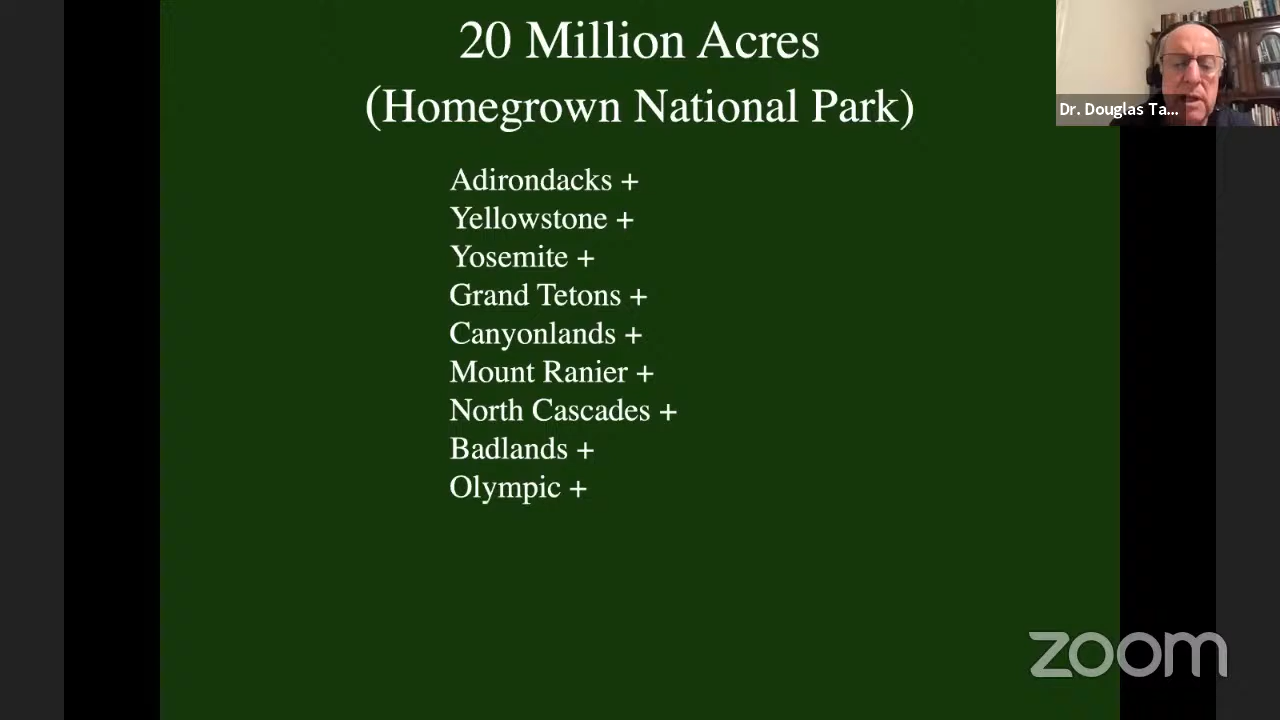 20 Million Acres
(Homegrown National Park)
Dr. Douglas Ta...
Adirondacks +
Yellowstone +
Yosemite +
Grand Tetons +
Canyonlands +
Mount Ranier +
North Cascades +
Badlands +
Olympic +
zoom